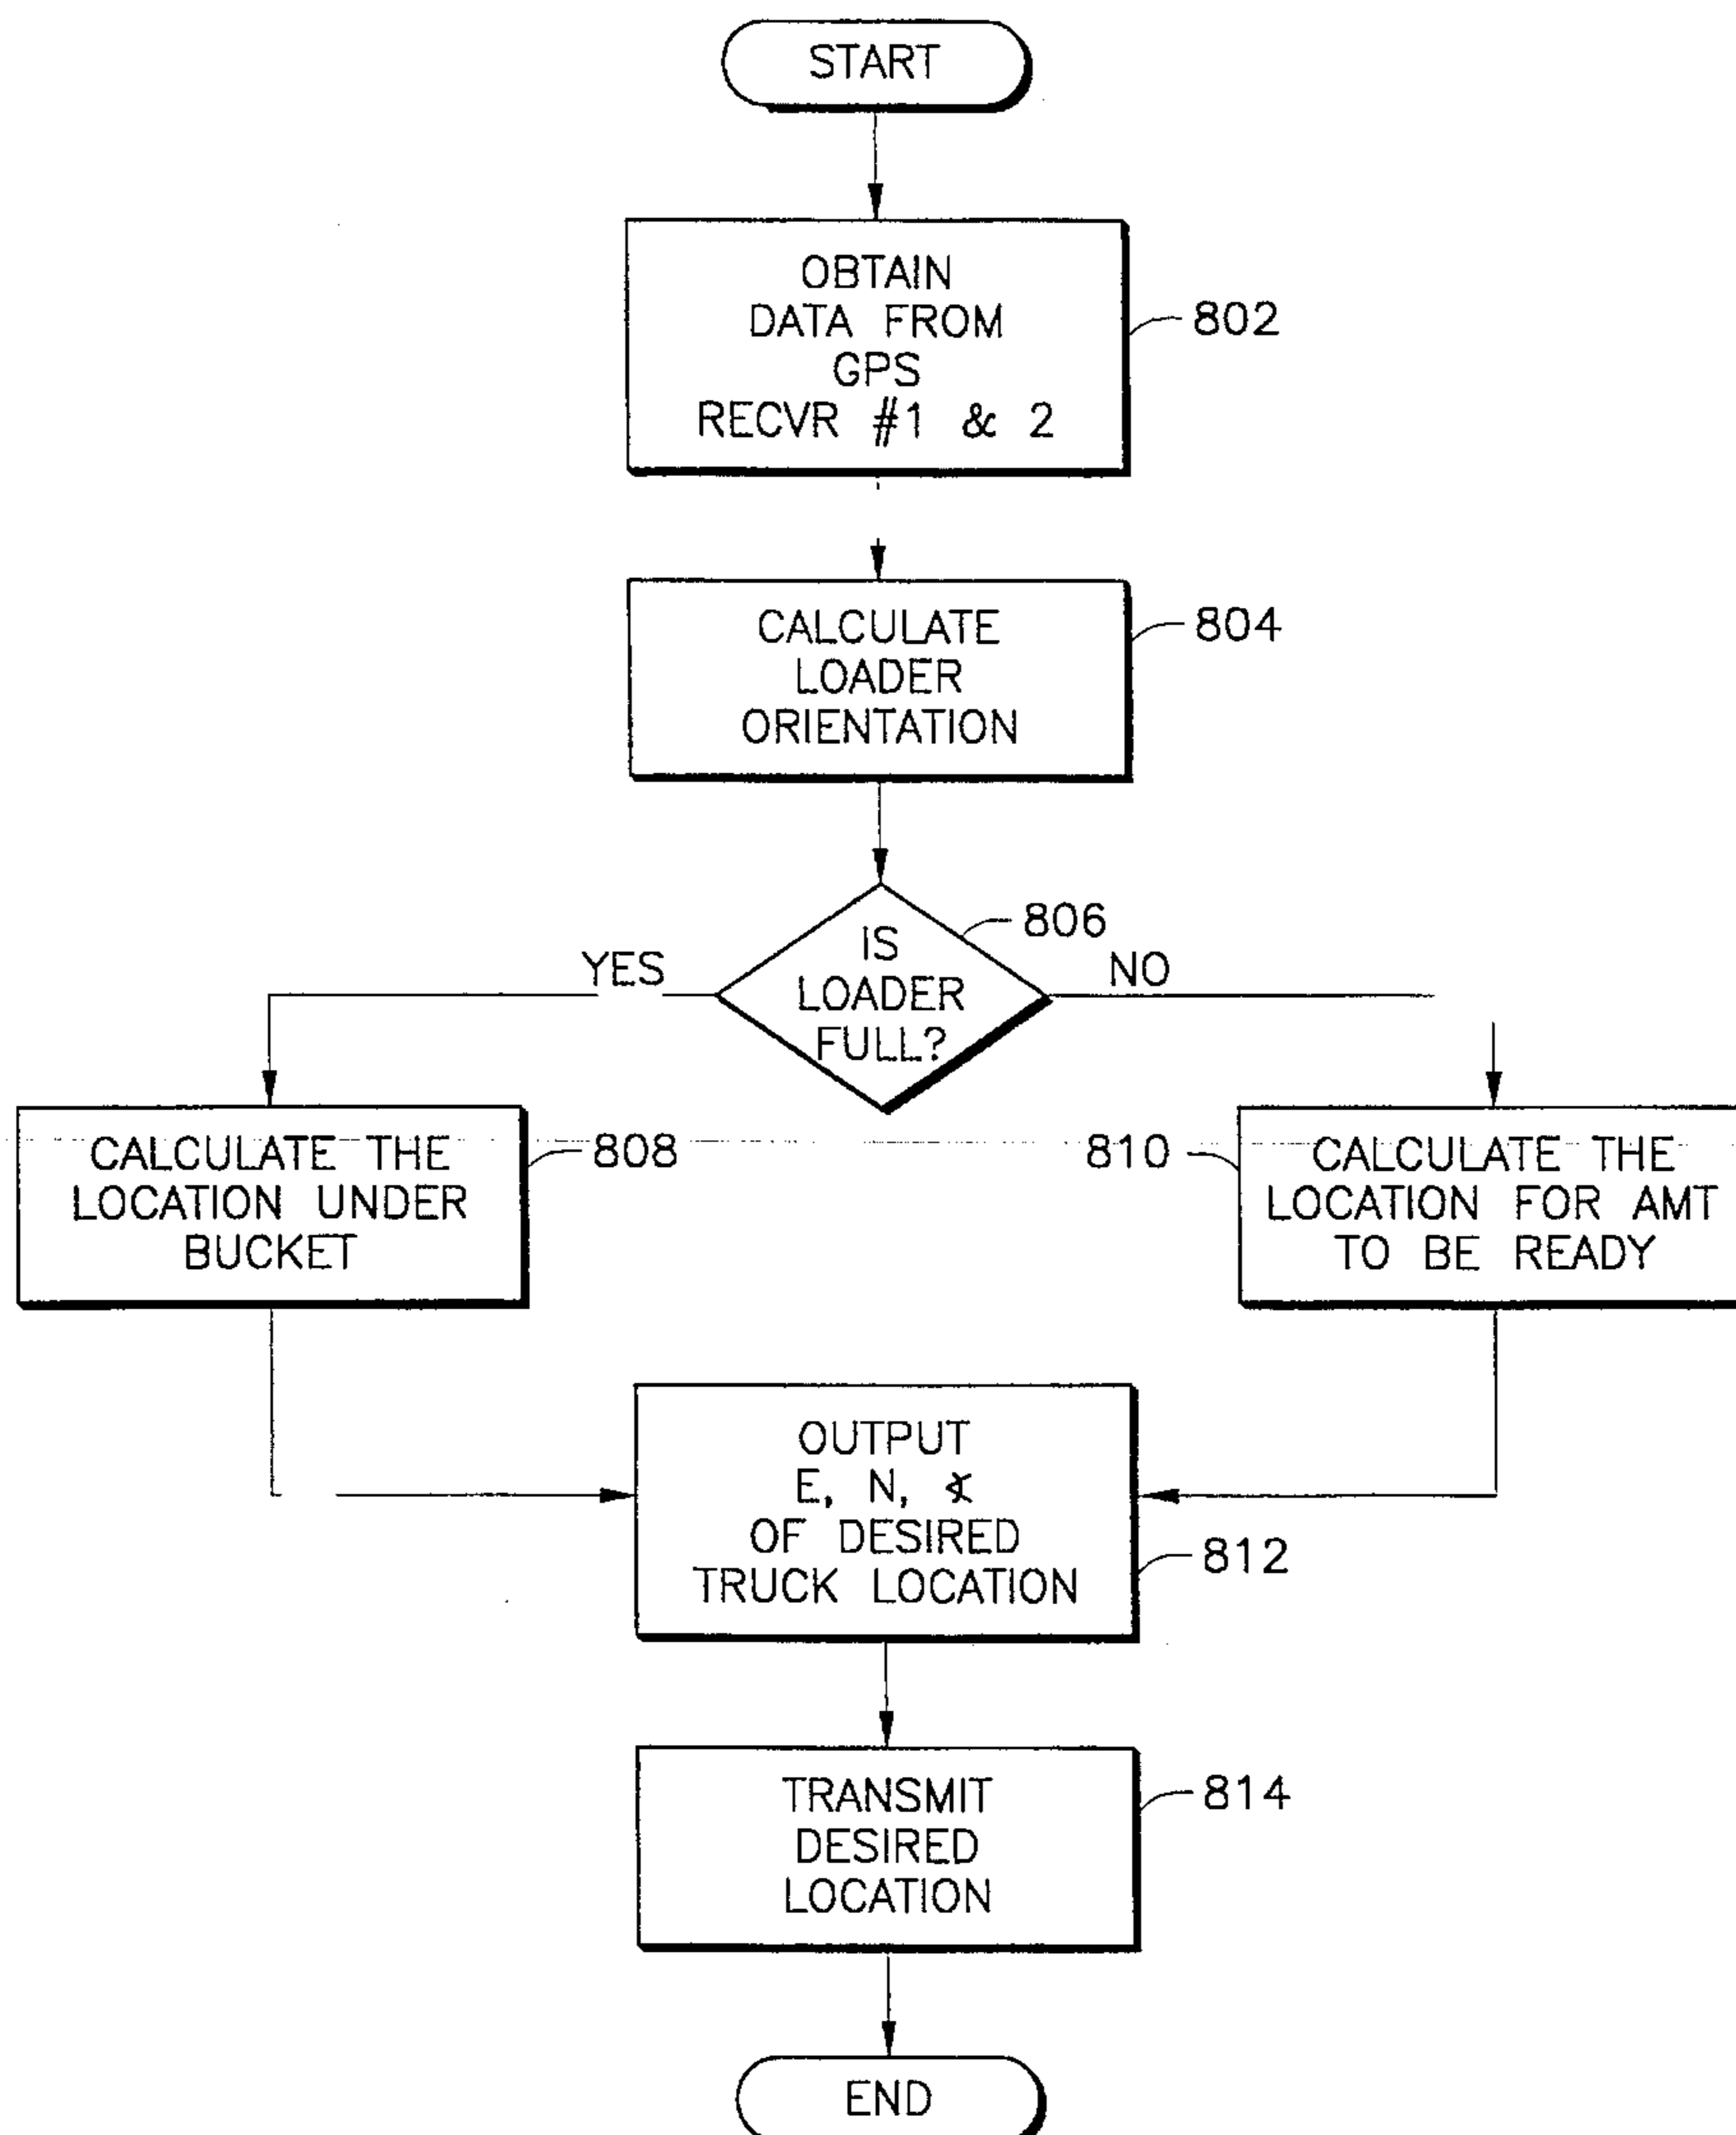 START
OBTAIN
DATA FROM
GPS
RECVR #1 & 2
802
CALCULATE
LOADER
ORIENTATION
804
IS
LOADER
FULL?
806
YES
NO
CALCULATE THE
LOCATION UNDER
BUCKET
808
810
CALCULATE THE
LOCATION FOR AMT
TO BE READY
OUTPUT
E, N, ∢
OF DESIRED
TRUCK LOCATION
812
TRANSMIT
DESIRED
LOCATION
814
END